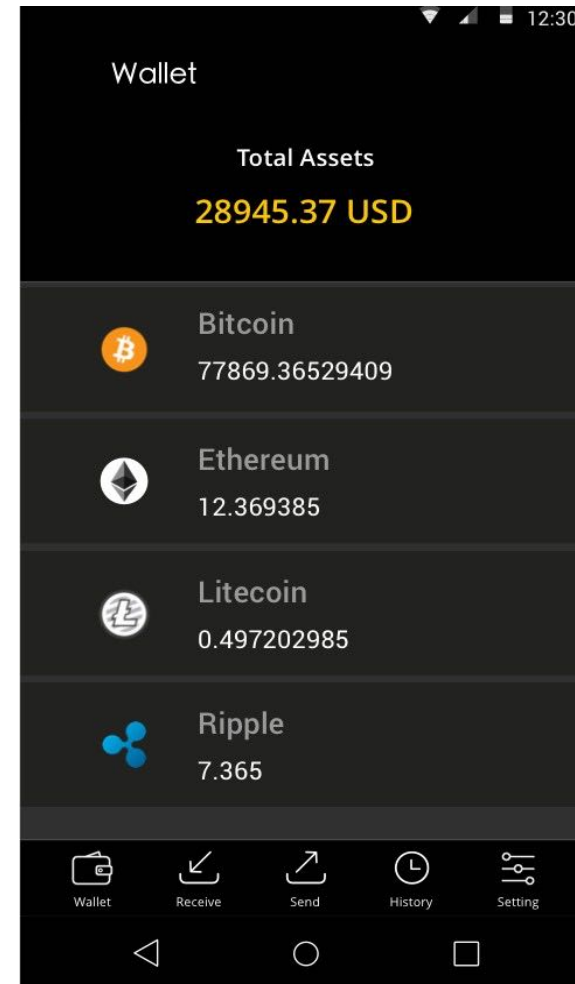 12:30
Wallet
Total Assets
28945.37 USD
Bitcoin
77869.36529409
Ethereum
12.369385
Litecoin
0.497202985
Ripple
7.365
Wallet Receive Send History Setting